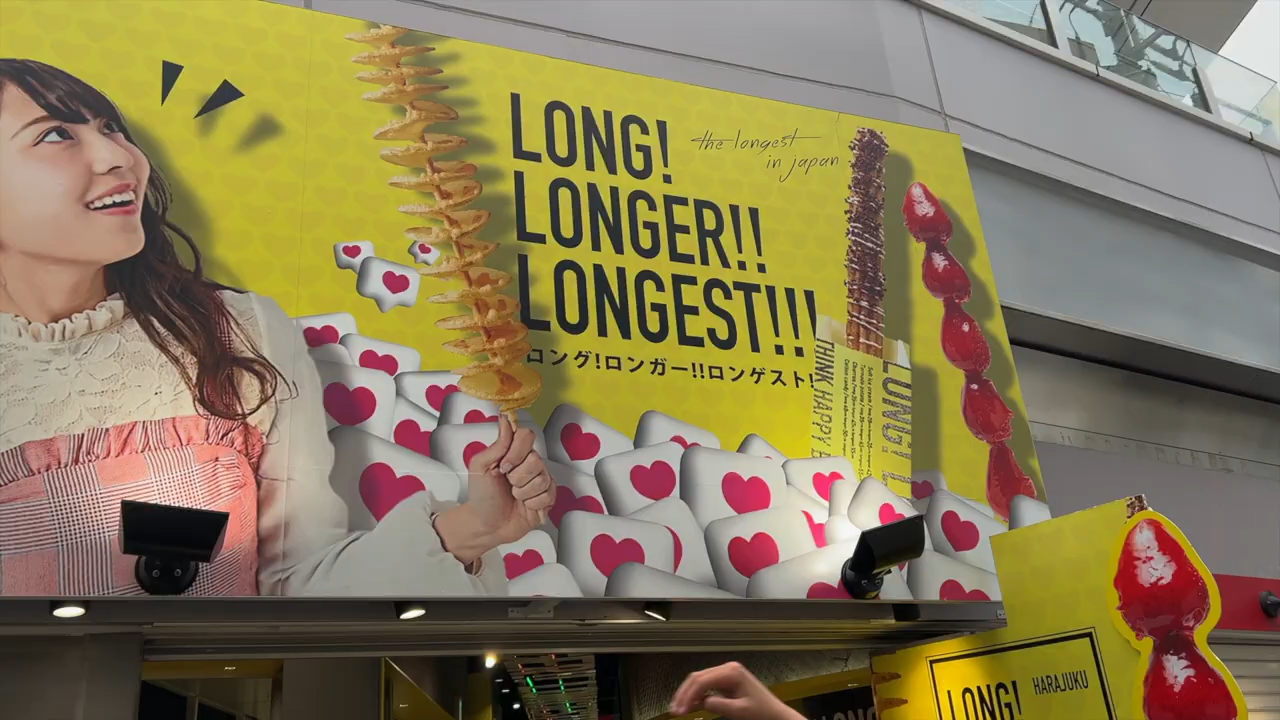 LONG!
the longest
in japan
LONGER!!
LONGEST!!!
ロング!ロンガー!!ロンゲスト!
THINK HAPPY
LONG!
LONG!
HARAJUKU
LONG